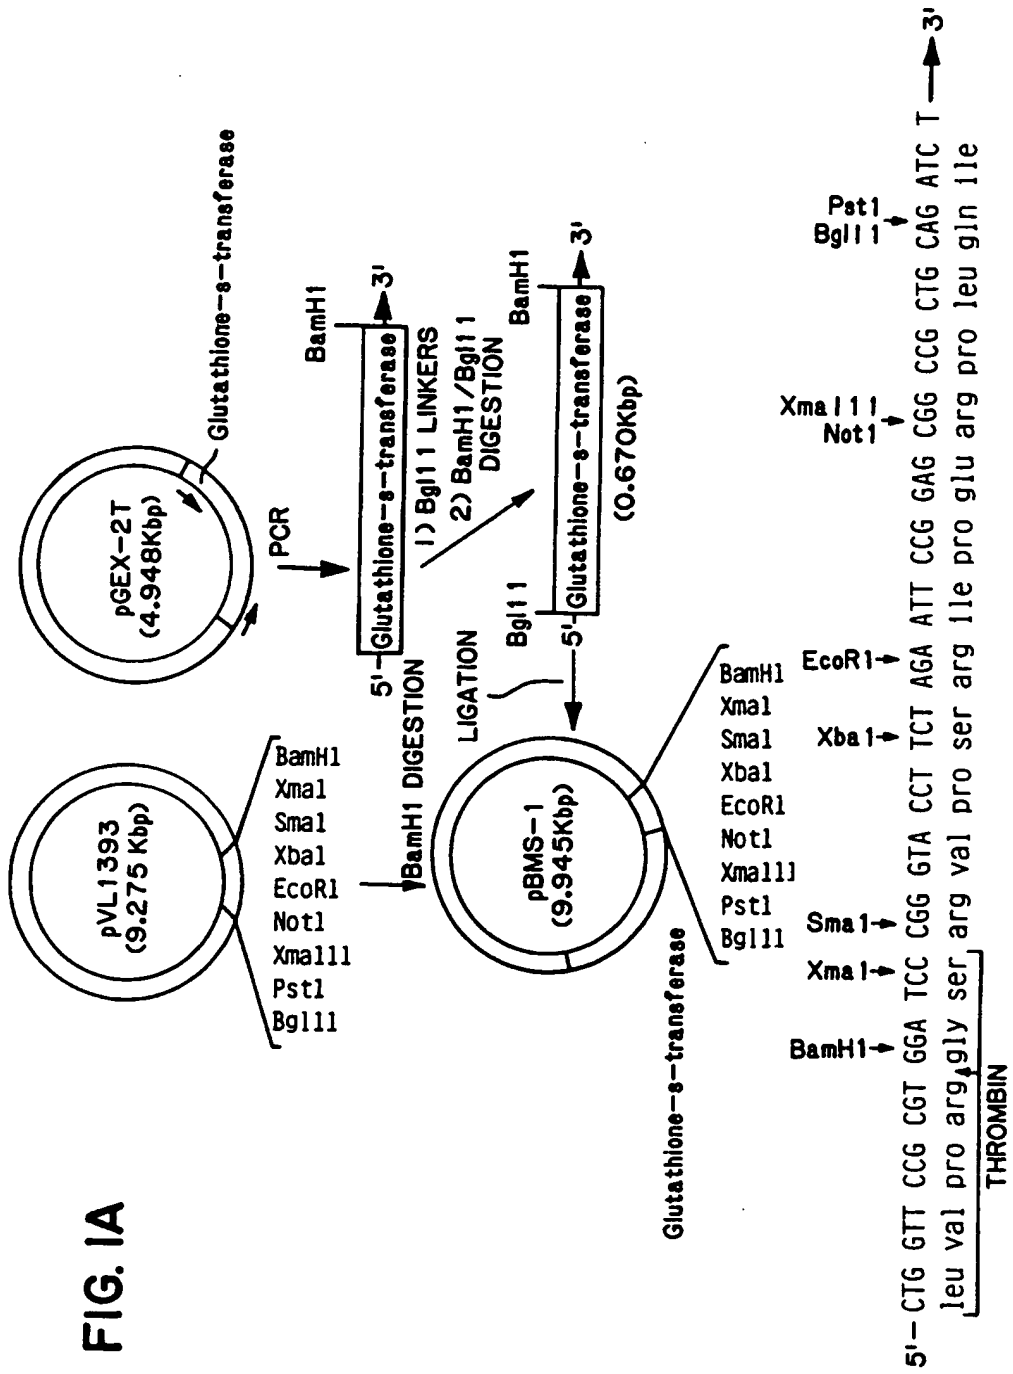 FIG. 1A
pVL1393
(9.275 Kbp)
BamH1
Xma1
Sma1
Xba1
EcoR1
Not1
Xma111
Pst1
Bgl11
BamH1 DIGESTION
pGEX-2T
(4.948Kbp)
Glutathione-s-transferase
PCR
BamH1
5'-Glutathione-s-transferase 3'
1) Bgl11 LINKERS
2) BamH1/Bgl11
DIGESTION
Bgl11
BamH1
5'-Glutathione-s-transferase 3'
(0.670Kbp)
LIGATION
pBMS-1
(9.945Kbp)
Glutathione-s-transferase
BamH1
Xma1
Sma1
Xba1
EcoR1
Not1
Xma111
Pst1
Bgl11
BamH1
Xma1
Sma1
Xba1
EcoR1
Xma111
Not1
Pst1
Bgl11
5'-CTG GTT CCG CGT GGA TCC CGG GTA CCT TCT AGA ATT CCG GAG CGG CCG CTG CAG ATC T 3'
leu val pro arg gly ser arg val pro ser arg ile pro glu arg pro leu gln ile
THROMBIN